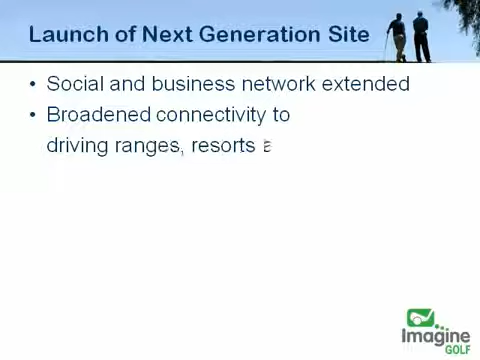 Launch of Next Generation Site
• Social and business network extended
• Broadened connectivity to
driving ranges, resorts
Imagine
GOLF